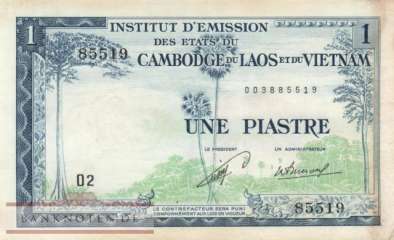 1 INSTITUT D'EMISSION 1
DES ETATS DU
85519 CAMBODGE DU LAOS ET DU VIETNAM
003885519
UNE PIASTRE
LE PRESIDENT UN ADMINISTRATEUR
D2
LE CONTREFACTEUR SERA PUNI
CONFORMEMENT AUX LOIS EN VIGUEUR
85519
BANKNOTEN.DE